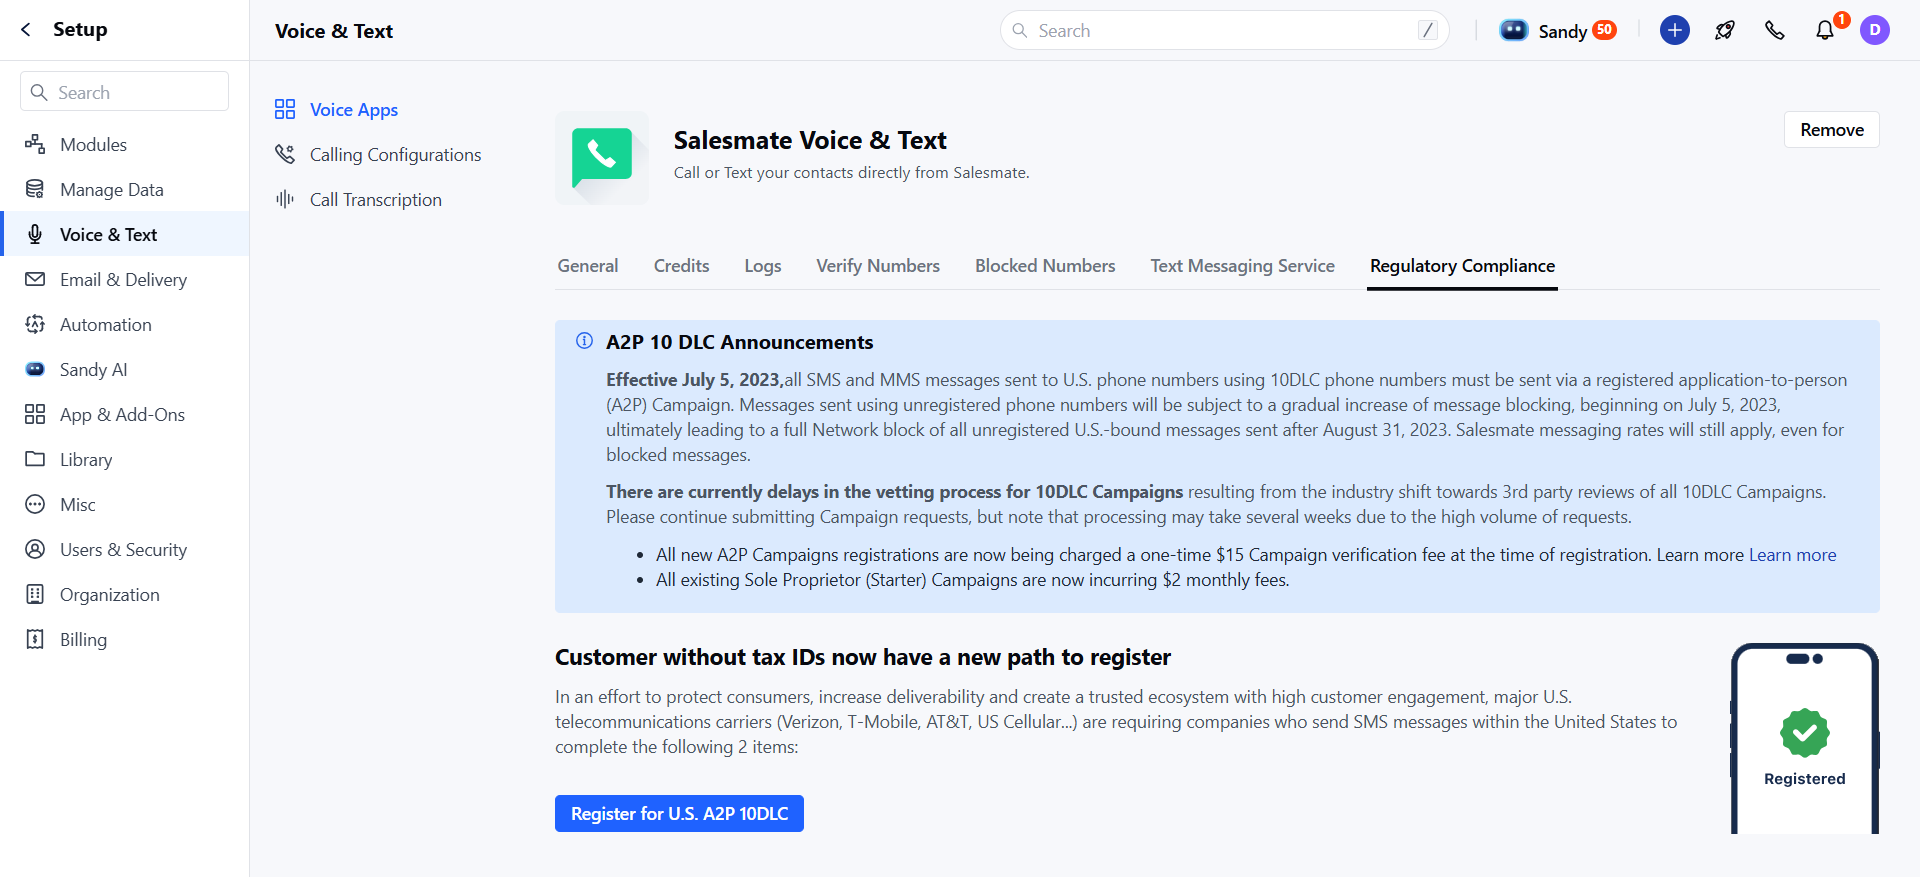 Setup
Voice & Text
Search
/
Sandy 50
1
D
Search
Modules
Manage Data
Voice & Text
Email & Delivery
Automation
Sandy AI
App & Add-Ons
Library
Misc
Users & Security
Organization
Billing
Voice Apps
Calling Configurations
Call Transcription
Salesmate Voice & Text
Call or Text your contacts directly from Salesmate.
Remove
General Credits Logs Verify Numbers Blocked Numbers Text Messaging Service Regulatory Compliance
A2P 10 DLC Announcements
Effective July 5, 2023,all SMS and MMS messages sent to U.S. phone numbers using 10DLC phone numbers must be sent via a registered application-to-person
(A2P) Campaign. Messages sent using unregistered phone numbers will be subject to a gradual increase of message blocking, beginning on July 5, 2023,
ultimately leading to a full Network block of all unregistered U.S.-bound messages sent after August 31, 2023. Salesmate messaging rates will still apply, even for
blocked messages.
There are currently delays in the vetting process for 10DLC Campaigns resulting from the industry shift towards 3rd party reviews of all 10DLC Campaigns.
Please continue submitting Campaign requests, but note that processing may take several weeks due to the high volume of requests.
• All new A2P Campaigns registrations are now being charged a one-time $15 Campaign verification fee at the time of registration. Learn more Learn more
• All existing Sole Proprietor (Starter) Campaigns are now incurring $2 monthly fees.
Customer without tax IDs now have a new path to register
In an effort to protect consumers, increase deliverability and create a trusted ecosystem with high customer engagement, major U.S.
telecommunications carriers (Verizon, T-Mobile, AT&T, US Cellular...) are requiring companies who send SMS messages within the United States to
complete the following 2 items:
Register for U.S. A2P 10DLC
Registered